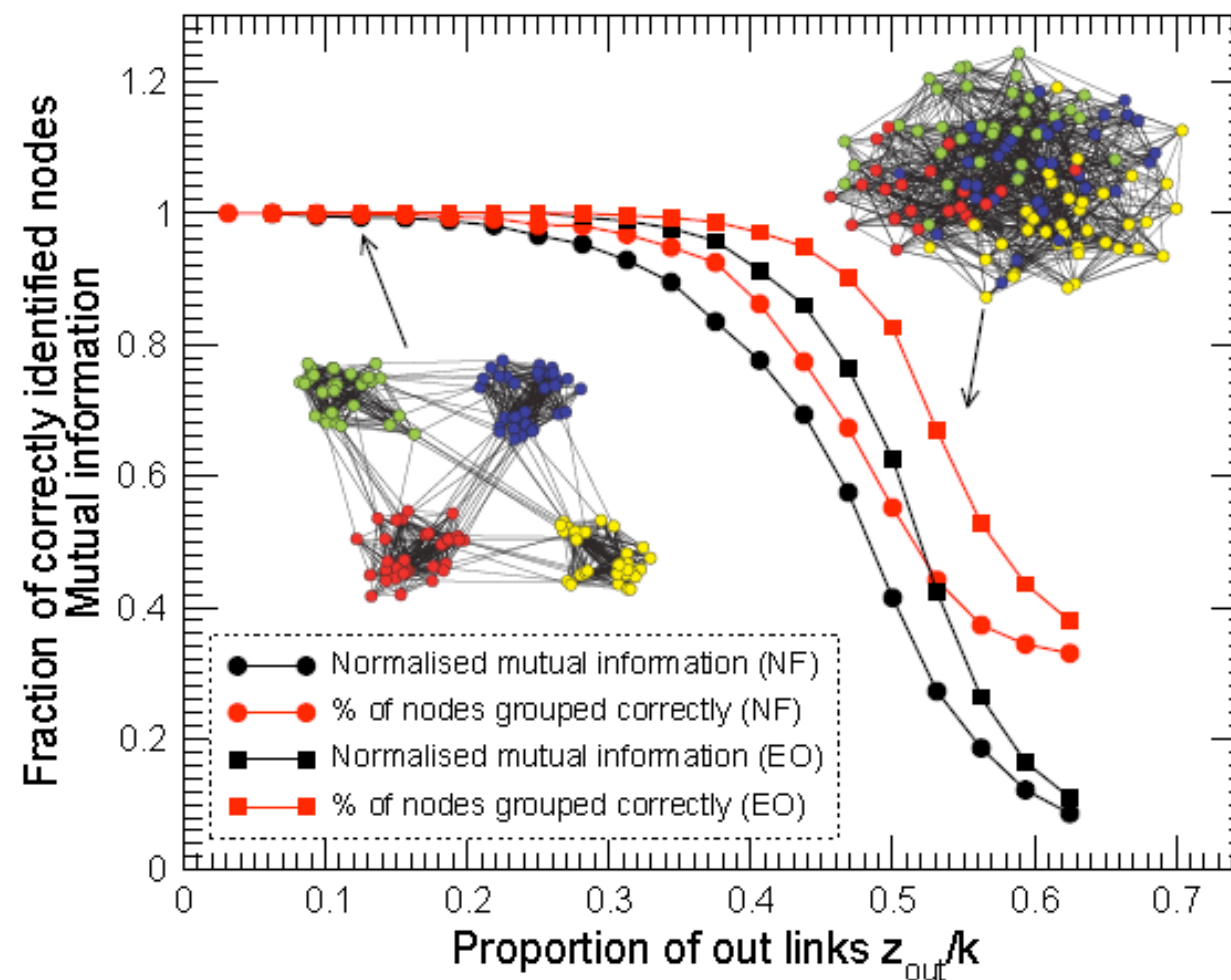 Fraction of correctly identified nodes
Mutual information
1.2
1
0.8
0.6
0.4
0.2
0
Normalised mutual information (NF)
% of nodes grouped correctly (NF)
Normalised mutual information (EO)
% of nodes grouped correctly (EO)
0 0.1 0.2 0.3 0.4 0.5 0.6 0.7
Proportion of out links z_out/k